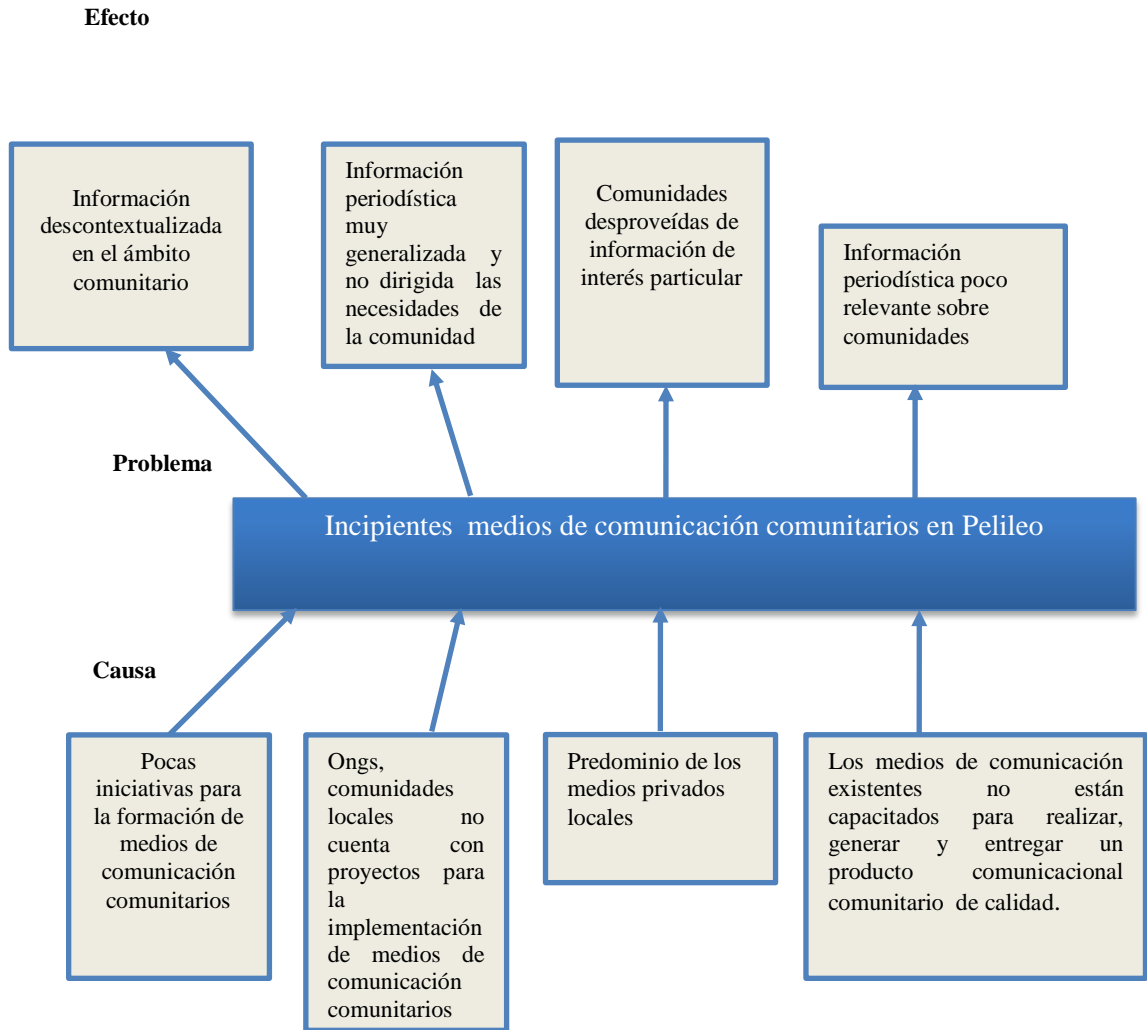 Efecto
Información
descontextualizada
en el ámbito
comunitario
Información
periodística
muy
generalizada y
no dirigida las
necesidades de
la comunidad
Comunidades
desproveídas de
información de
interés particular
Información
periodística poco
relevante sobre
comunidades
Problema
Incipientes medios de comunicación comunitarios en Pelileo
Causa
Pocas
iniciativas para
la formación de
medios de
comunicación
comunitarios
Ongs,
comunidades
locales no
cuenta con
proyectos para
la
implementación
de medios de
comunicación
comunitarios
Predominio de los
medios privados
locales
Los medios de comunicación
existentes no están
capacitados para realizar,
generar y entregar un
producto comunicacional
comunitario de calidad.